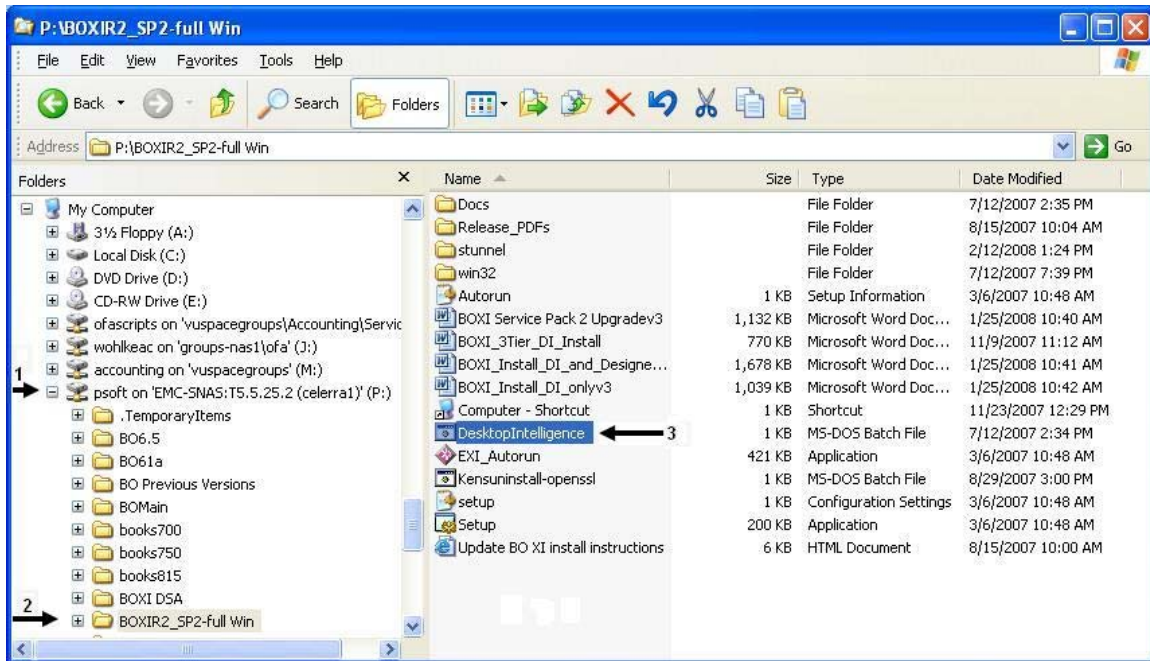 P:\BOXIR2_SP2-full Win
File Edit View Favorites Tools Help
Back Search Folders
Address P:\BOXIR2_SP2-full Win Go
Folders
My Computer
3½ Floppy (A:)
Local Disk (C:)
DVD Drive (D:)
CD-RW Drive (E:)
ofascripts on 'vuspacegroups\Accounting\Servic
wohlkeac on 'groups-nas1\ofa' (J:)
accounting on 'vuspacegroups' (M:)
1
psoft on 'EMC-SNAS:T5.5.25.2 (celerra1)' (P:)
.TemporaryItems
BO6.5
BO61a
BO Previous Versions
BOMain
books700
books750
books815
BOXI DSA
2
BOXIR2_SP2-full Win
Name Size Type Date Modified
Docs File Folder 7/12/2007 2:35 PM
Release_PDFs File Folder 8/15/2007 10:04 AM
stunnel File Folder 2/12/2008 1:24 PM
win32 File Folder 7/12/2007 7:39 PM
Autorun 1 KB Setup Information 3/6/2007 10:48 AM
BOXI Service Pack 2 Upgradev3 1,132 KB Microsoft Word Doc... 1/25/2008 10:40 AM
BOXI_3Tier_DI_Install 770 KB Microsoft Word Doc... 11/9/2007 11:12 AM
BOXI_Install_DI_and_Designe... 1,678 KB Microsoft Word Doc... 1/25/2008 10:41 AM
BOXI_Install_DI_onlyv3 1,039 KB Microsoft Word Doc... 1/25/2008 10:42 AM
Computer - Shortcut 1 KB Shortcut 11/23/2007 12:29 PM
DesktopIntelligence 3 1 KB MS-DOS Batch File 7/12/2007 2:34 PM
EXI_Autorun 421 KB Application 3/6/2007 10:48 AM
Kensuninstall-openssl 1 KB MS-DOS Batch File 8/29/2007 3:00 PM
setup 1 KB Configuration Settings 3/6/2007 10:48 AM
Setup 200 KB Application 3/6/2007 10:48 AM
Update BO XI install instructions 6 KB HTML Document 8/15/2007 10:00 AM